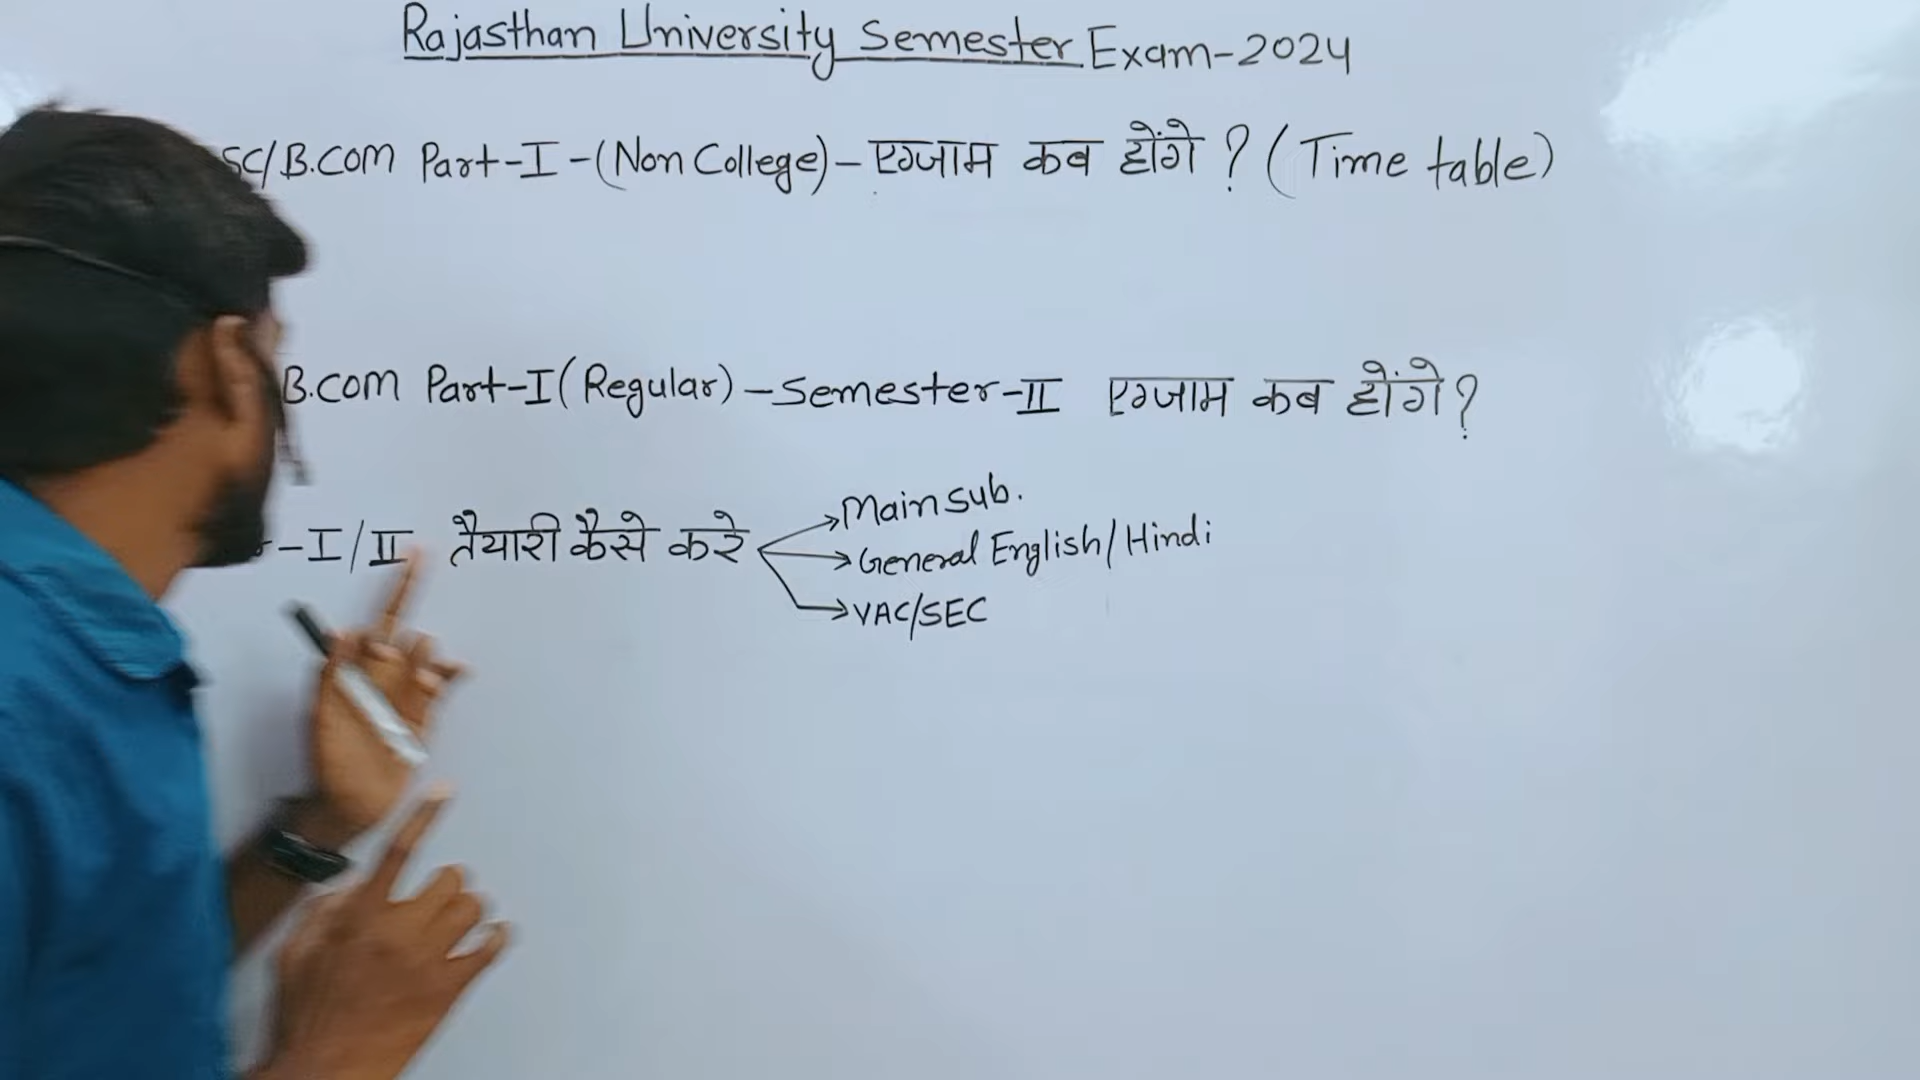 Rajasthan University Semester Exam-2024
SC/B.COM Part-I-(Non College)-एग्जाम कब होंगे ? (Time table)
B.COM Part-I(Regular)-Semester-II एग्जाम कब होंगे?
-I/II तैयारी कैसे करे
Main Sub.
General English/Hindi
VAC/SEC